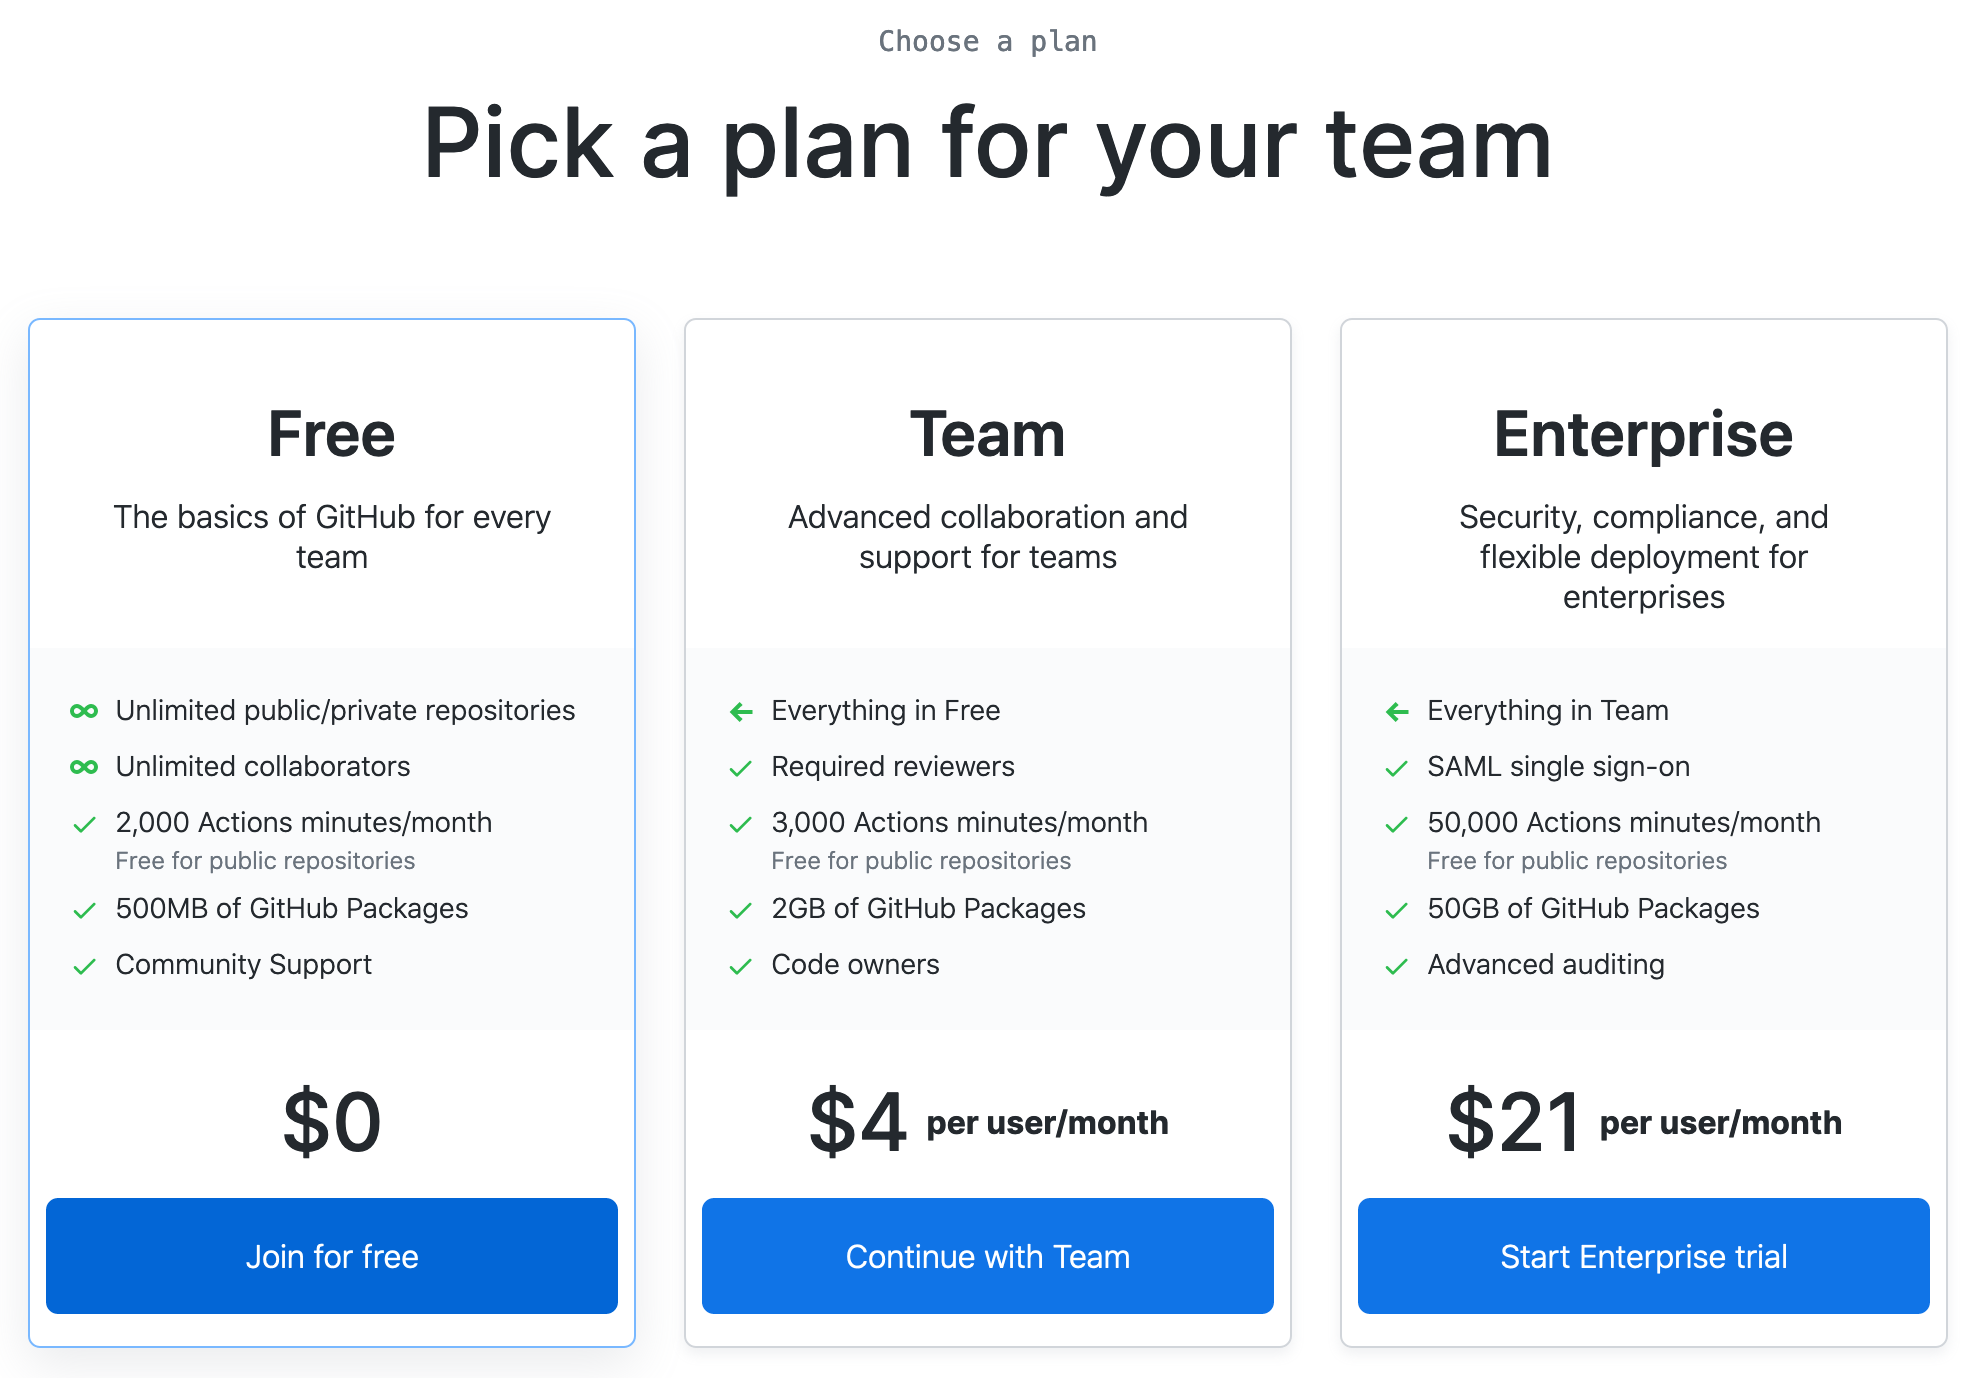 Choose a plan
Pick a plan for your team
Free
The basics of GitHub for every
team
Unlimited public/private repositories
Unlimited collaborators
2,000 Actions minutes/month
Free for public repositories
500MB of GitHub Packages
Community Support
$0
Join for free
Team
Advanced collaboration and
support for teams
Everything in Free
Required reviewers
3,000 Actions minutes/month
Free for public repositories
2GB of GitHub Packages
Code owners
$4 per user/month
Continue with Team
Enterprise
Security, compliance, and
flexible deployment for
enterprises
Everything in Team
SAML single sign-on
50,000 Actions minutes/month
Free for public repositories
50GB of GitHub Packages
Advanced auditing
$21 per user/month
Start Enterprise trial